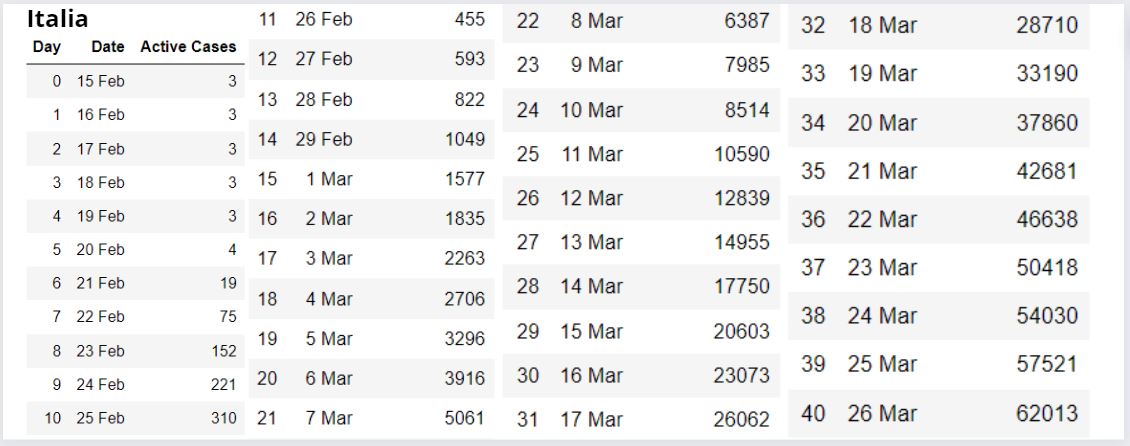 Italia
Day Date Active Cases
0 15 Feb 3
1 16 Feb 3
2 17 Feb 3
3 18 Feb 3
4 19 Feb 3
5 20 Feb 4
6 21 Feb 19
7 22 Feb 75
8 23 Feb 152
9 24 Feb 221
10 25 Feb 310
11 26 Feb 455
12 27 Feb 593
13 28 Feb 822
14 29 Feb 1049
15 1 Mar 1577
16 2 Mar 1835
17 3 Mar 2263
18 4 Mar 2706
19 5 Mar 3296
20 6 Mar 3916
21 7 Mar 5061
22 8 Mar 6387
23 9 Mar 7985
24 10 Mar 8514
25 11 Mar 10590
26 12 Mar 12839
27 13 Mar 14955
28 14 Mar 17750
29 15 Mar 20603
30 16 Mar 23073
31 17 Mar 26062
32 18 Mar 28710
33 19 Mar 33190
34 20 Mar 37860
35 21 Mar 42681
36 22 Mar 46638
37 23 Mar 50418
38 24 Mar 54030
39 25 Mar 57521
40 26 Mar 62013